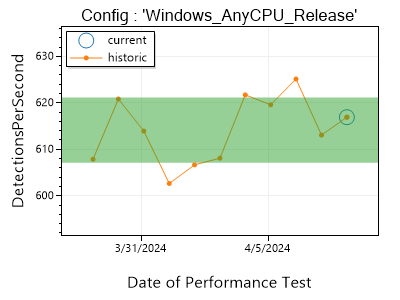 Config : 'Windows_AnyCPU_Release'
current
historic
DetectionsPerSecond
630
620
610
600
3/31/2024
4/5/2024
Date of Performance Test